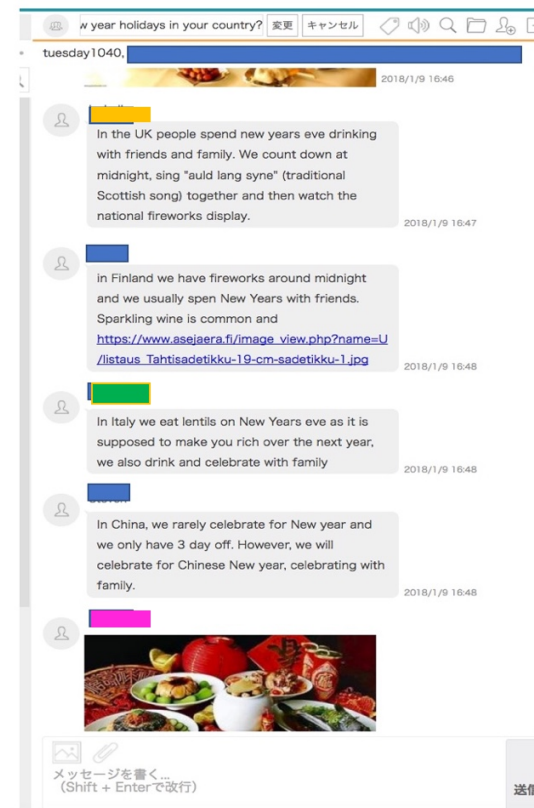 w year holidays in your country?
変更
キャンセル
tuesday1040,
2018/1/9 16:46
In the UK people spend new years eve drinking
with friends and family. We count down at
midnight, sing "auld lang syne" (traditional
Scottish song) together and then watch the
national fireworks display.
2018/1/9 16:47
in Finland we have fireworks around midnight
and we usually spen New Years with friends.
Sparkling wine is common and
https://www.asejaera.fi/image_view.php?name=U
/listaus_Tahtisadetikku-19-cm-sadetikku-1.jpg
2018/1/9 16:48
In Italy we eat lentils on New Years eve as it is
supposed to make you rich over the next year,
we also drink and celebrate with family
2018/1/9 16:48
In China, we rarely celebrate for New year and
we only have 3 day off. However, we will
celebrate for Chinese New year, celebrating with
family.
2018/1/9 16:48
メッセージを書く...
(Shift + Enterで改行)
送信